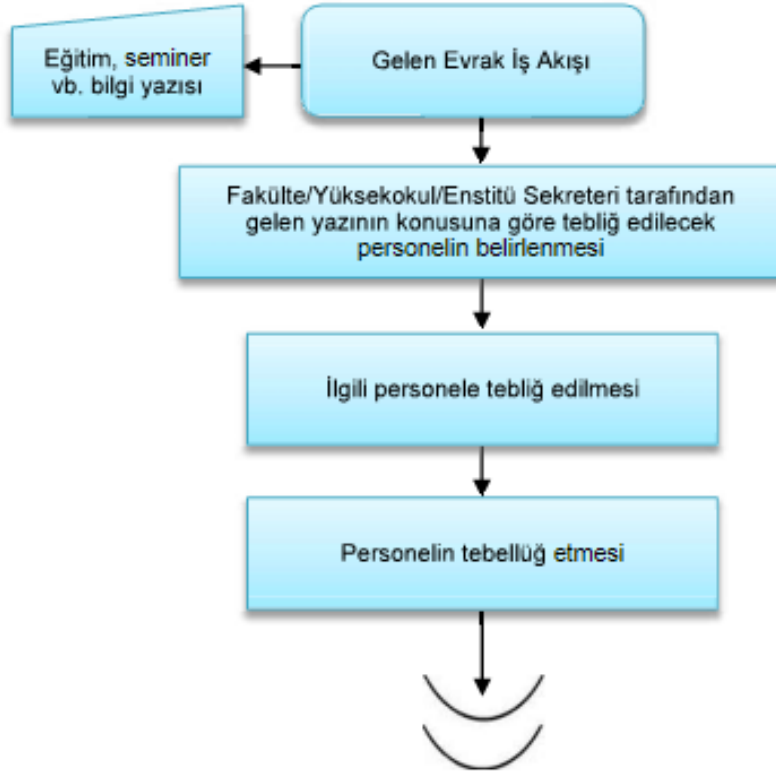 Eğitim, seminer
vb. bilgi yazısı
Gelen Evrak İş Akışı
Fakülte/Yüksekokul/Enstitü Sekreteri tarafından
gelen yazının konusuna göre tebliğ edilecek
personelin belirlenmesi
İlgili personele tebliğ edilmesi
Personelin tebellüğ etmesi